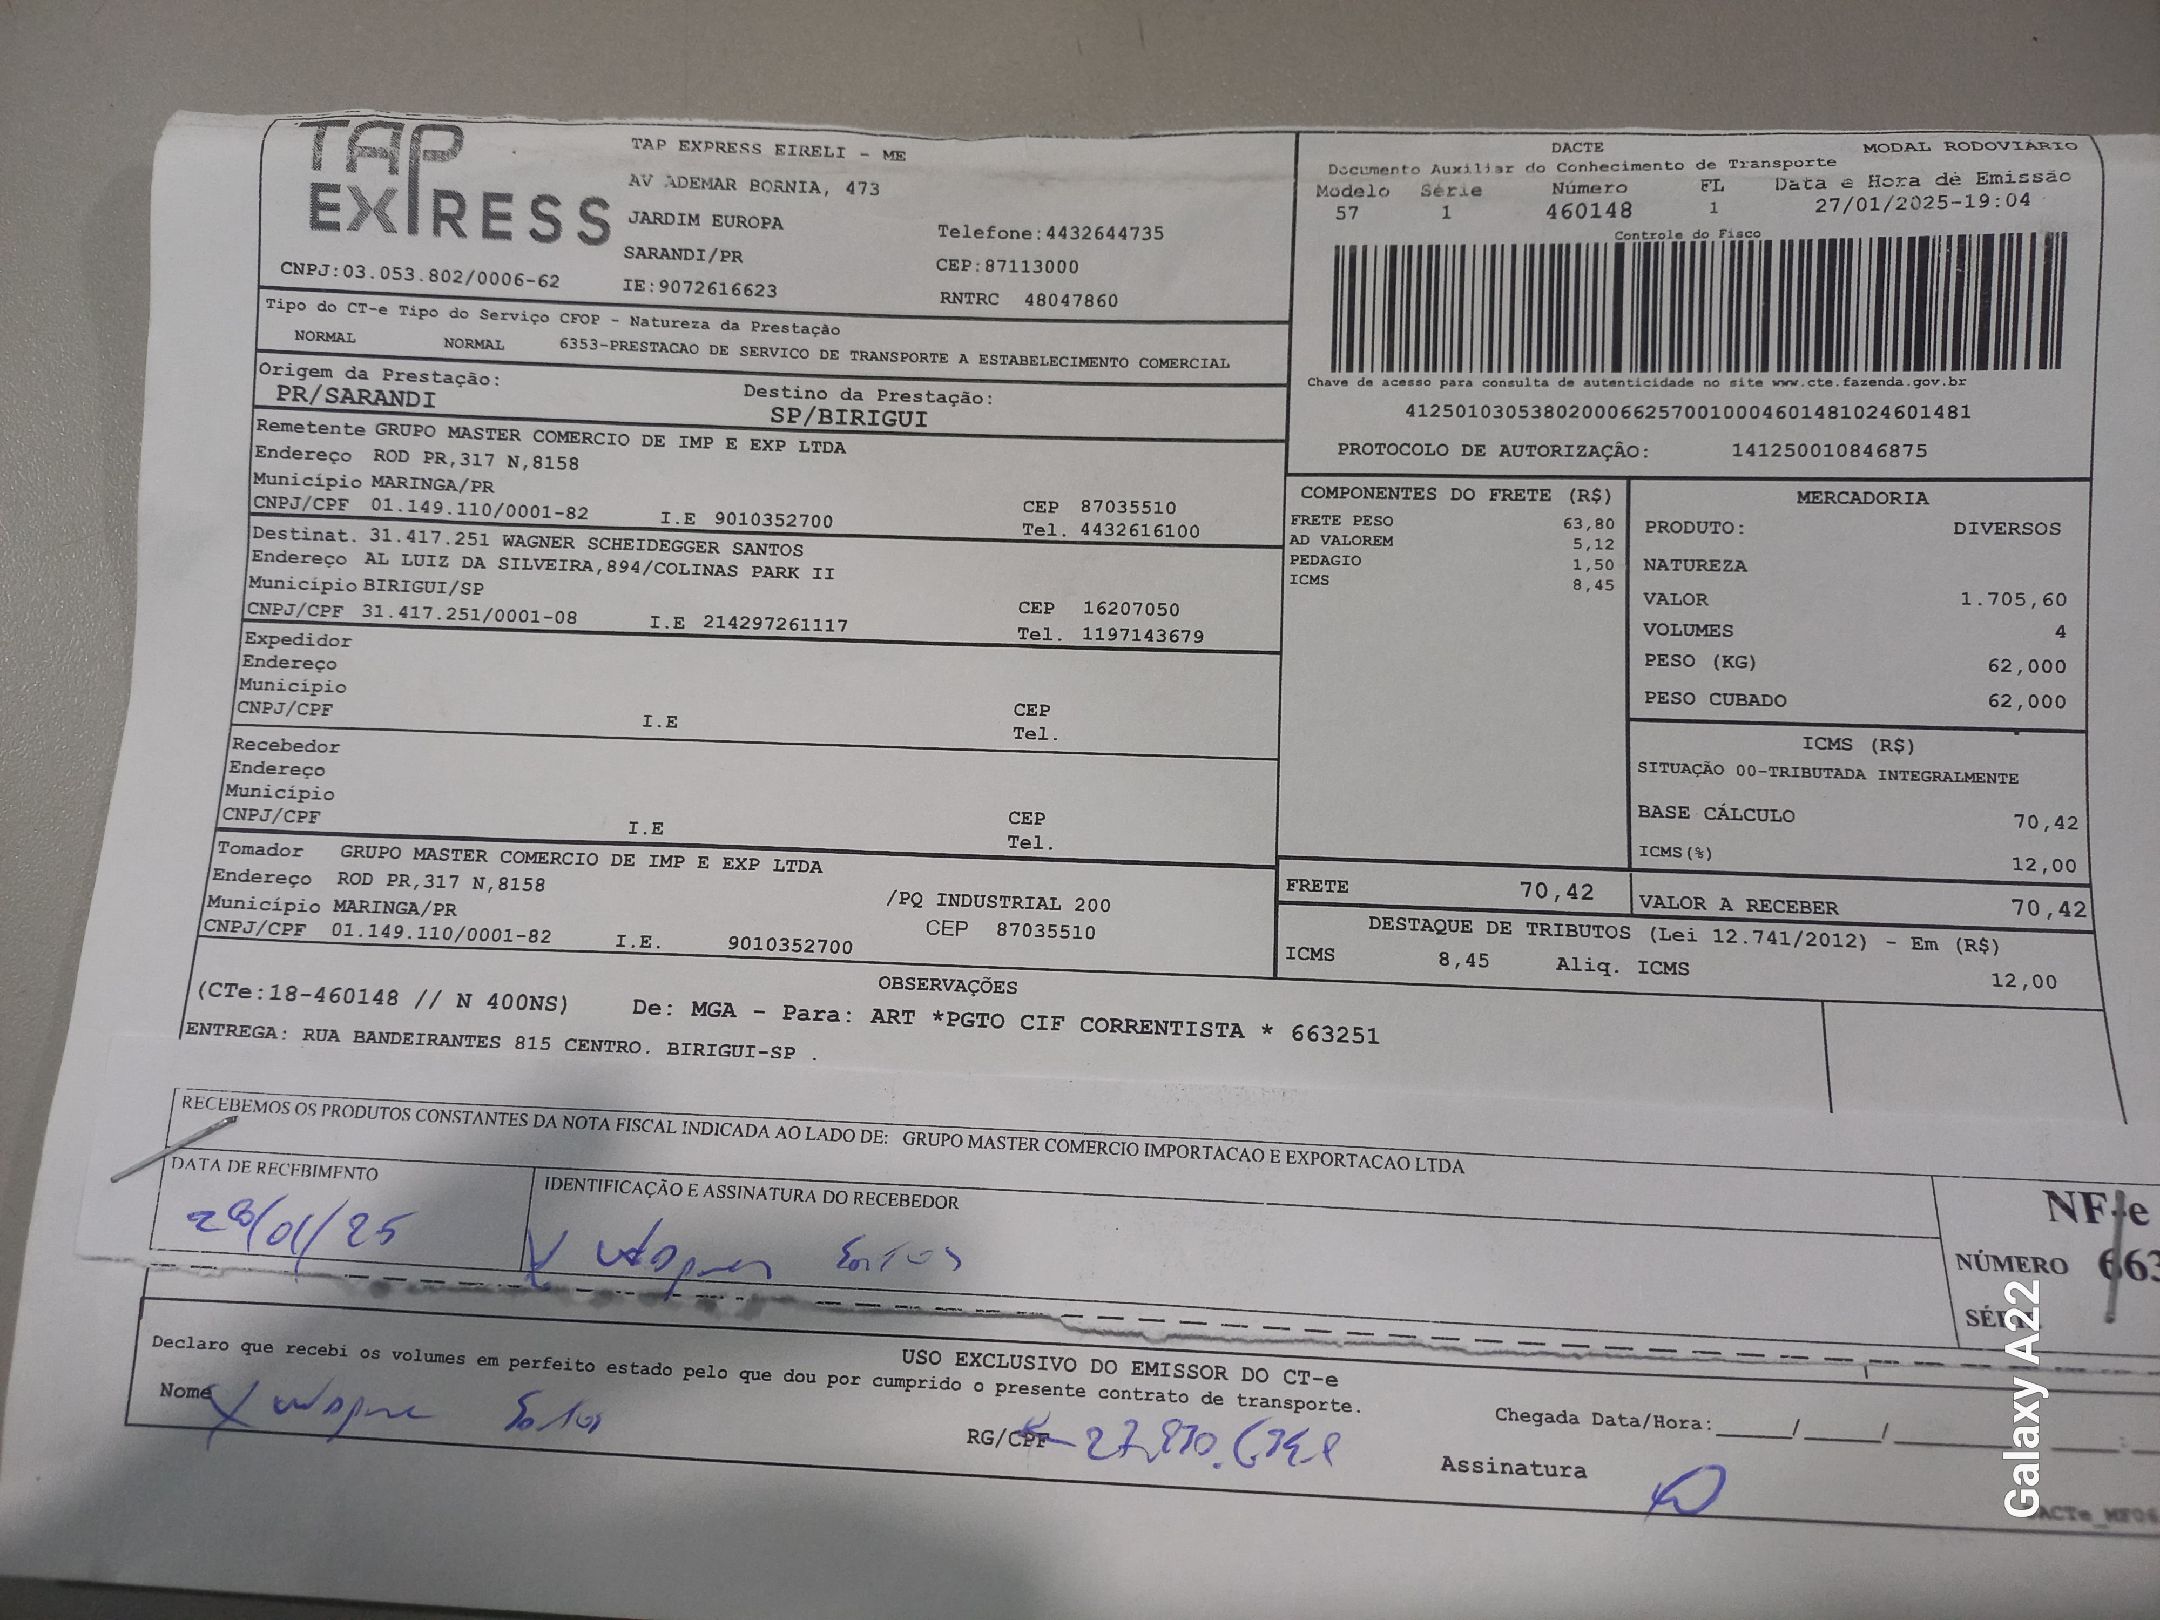 TAP EXPRESS
TAP EXPRESS EIRELI - ME
AV ADEMAR BORNIA, 473
JARDIM EUROPA
Telefone:4432644735
SARANDI/PR
CEP:87113000
CNPJ:03.053.802/0006-62
IE:9072616623
RNTRC 48047860
DACTE MODAL RODOVIÁRIO
Documento Auxiliar do Conhecimento de Transporte
Modelo Série Número FL Data e Hora de Emissão
57 1 460148 1 27/01/2025-19:04
Controle do Fisco
Chave de acesso para consulta de autenticidade no site www.cte.fazenda.gov.br
41250103053802000662570010004601481024601481
PROTOCOLO DE AUTORIZAÇÃO: 141250010846875
Tipo do CT-e Tipo do Serviço CFOP - Natureza da Prestação
NORMAL NORMAL 6353-PRESTACAO DE SERVICO DE TRANSPORTE A ESTABELECIMENTO COMERCIAL
Origem da Prestação: Destino da Prestação:
PR/SARANDI SP/BIRIGUI
Remetente GRUPO MASTER COMERCIO DE IMP E EXP LTDA
Endereço ROD PR,317 N,8158
Município MARINGA/PR CEP 87035510
CNPJ/CPF 01.149.110/0001-82 I.E 9010352700 Tel. 4432616100
Destinat. 31.417.251 WAGNER SCHEIDEGGER SANTOS
Endereço AL LUIZ DA SILVEIRA,894/COLINAS PARK II
Município BIRIGUI/SP CEP 16207050
CNPJ/CPF 31.417.251/0001-08 I.E 214297261117 Tel. 1197143679
Expedidor
Endereço
Município CEP
CNPJ/CPF I.E Tel.
Recebedor
Endereço
Município CEP
CNPJ/CPF I.E Tel.
Tomador GRUPO MASTER COMERCIO DE IMP E EXP LTDA
Endereço ROD PR,317 N,8158 /PQ INDUSTRIAL 200
Município MARINGA/PR CEP 87035510
CNPJ/CPF 01.149.110/0001-82 I.E. 9010352700
COMPONENTES DO FRETE (R$)
FRETE PESO 63,80
AD VALOREM 5,12
PEDAGIO 1,50
ICMS 8,45
MERCADORIA
PRODUTO: DIVERSOS
NATUREZA
VALOR 1.705,60
VOLUMES 4
PESO (KG) 62,000
PESO CUBADO 62,000
ICMS (R$)
SITUAÇÃO 00-TRIBUTADA INTEGRALMENTE
BASE CÁLCULO 70,42
ICMS(%) 12,00
FRETE 70,42 VALOR A RECEBER 70,42
DESTAQUE DE TRIBUTOS (Lei 12.741/2012) - Em (R$)
ICMS 8,45 Aliq. ICMS 12,00
OBSERVAÇÕES
(CTe:18-460148 // N 400NS) De: MGA - Para: ART *PGTO CIF CORRENTISTA * 663251
ENTREGA: RUA BANDEIRANTES 815 CENTRO. BIRIGUI-SP .
RECEBEMOS OS PRODUTOS CONSTANTES DA NOTA FISCAL INDICADA AO LADO DE: GRUPO MASTER COMERCIO IMPORTACAO E EXPORTACAO LTDA
DATA DE RECEBIMENTO IDENTIFICAÇÃO E ASSINATURA DO RECEBEDOR
28/01/25 X Wagner Santos
NF-e
NÚMERO 663
USO EXCLUSIVO DO EMISSOR DO CT-e
Declaro que recebi os volumes em perfeito estado pelo que dou por cumprido o presente contrato de transporte.
Nome X Wagner Santos RG/CPF Chegada Data/Hora:___/___/___
Assinatura
Galaxy A22